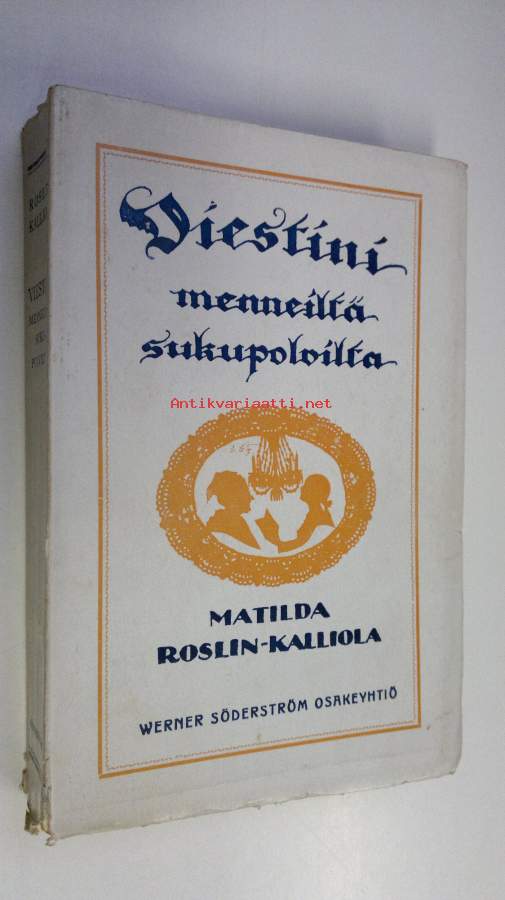 Viestini
menneiltä
sukupolvilta
Antikvariaatti.net
MATILDA
ROSLIN-KALLIOLA
WERNER SÖDERSTRÖM OSAKEYHTIÖ